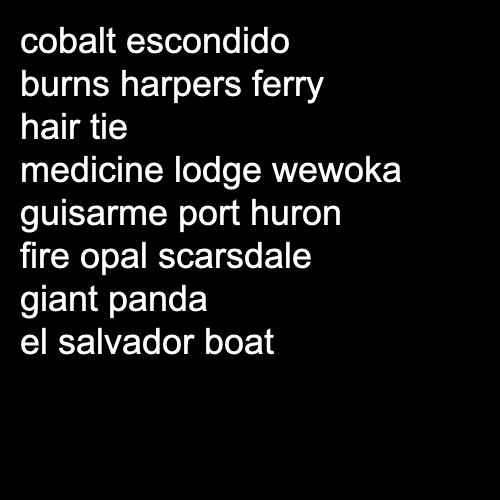 cobalt escondido
burns harpers ferry
hair tie
medicine lodge wewoka
guisarme port huron
fire opal scarsdale
giant panda
el salvador boat